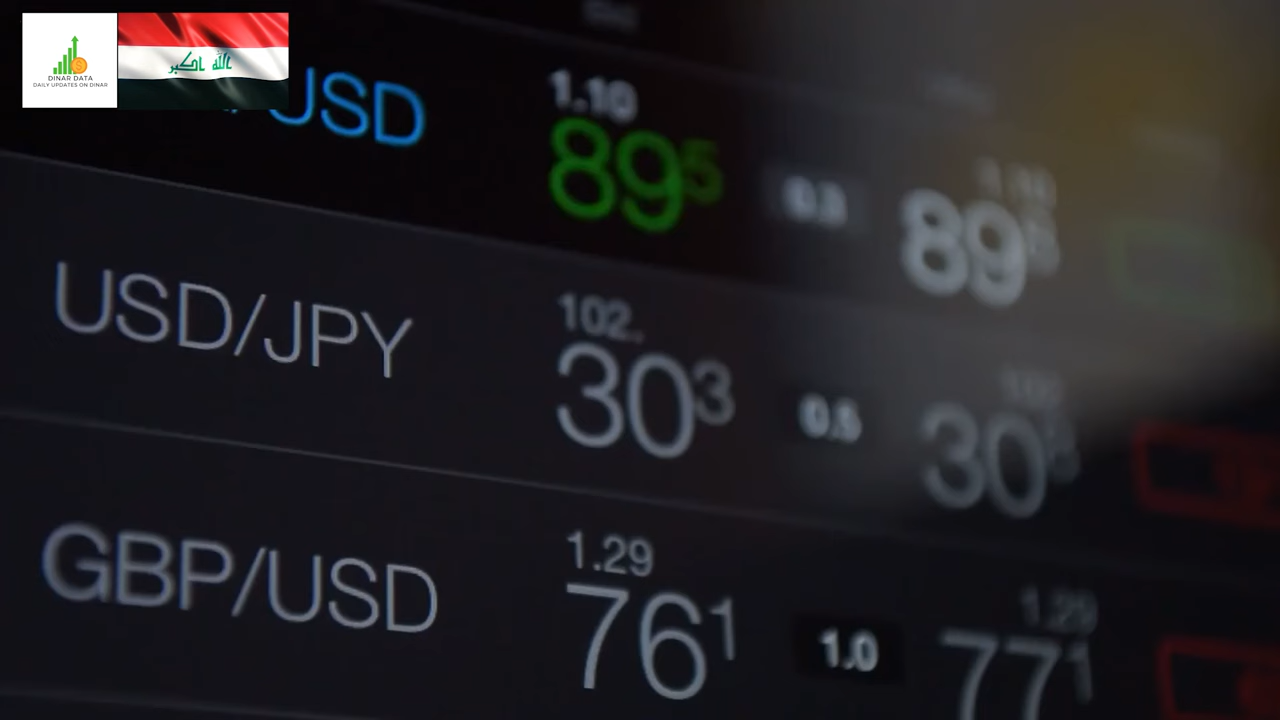 DINAR DATA
DAILY UPDATES ON DINAR
الله اكبر
/USD
1.10
89⁵
0.3
89
USD/JPY
102.
30³
0.5
30
GBP/USD
1.29
76¹
1.0
1.29
77¹